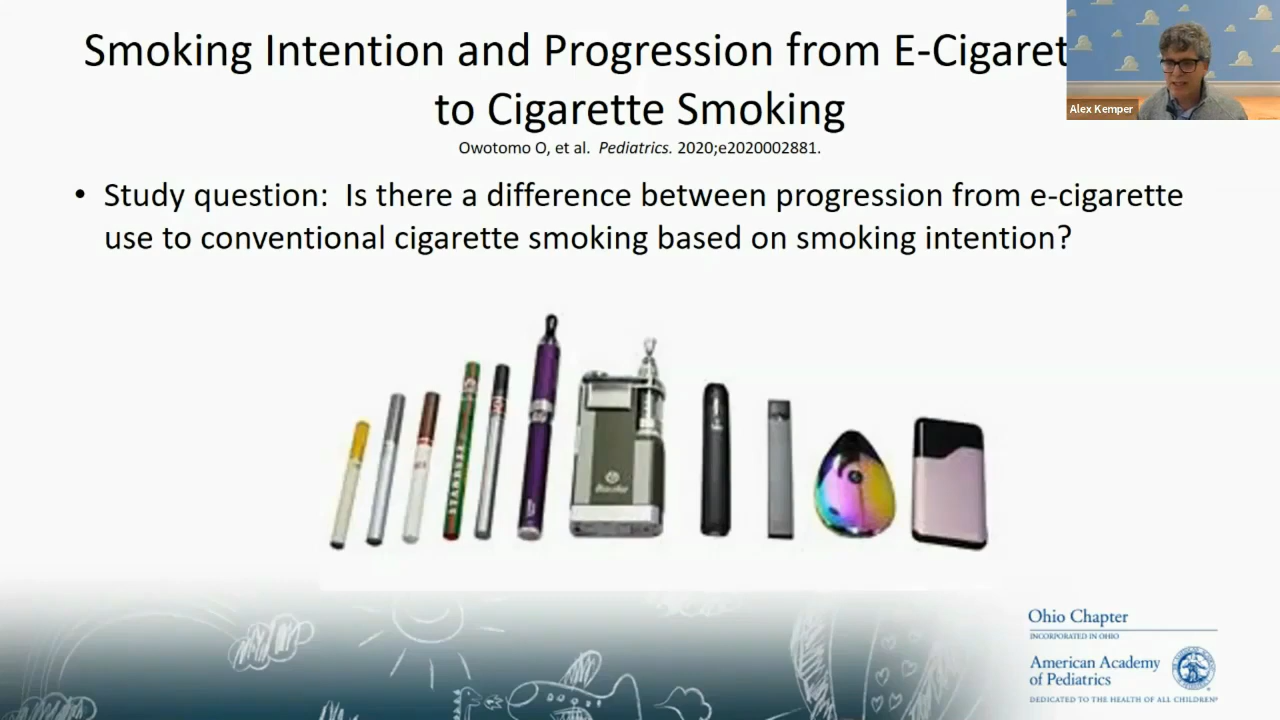 Smoking Intention and Progression from E-Cigaret
to Cigarette Smoking
Owotomo O, et al. Pediatrics. 2020;e2020002881.
Alex Kemper
• Study question: Is there a difference between progression from e-cigarette
use to conventional cigarette smoking based on smoking intention?
Ohio Chapter
INCORPORATED IN OHIO
American Academy
of Pediatrics
DEDICATED TO THE HEALTH OF ALL CHILDREN®